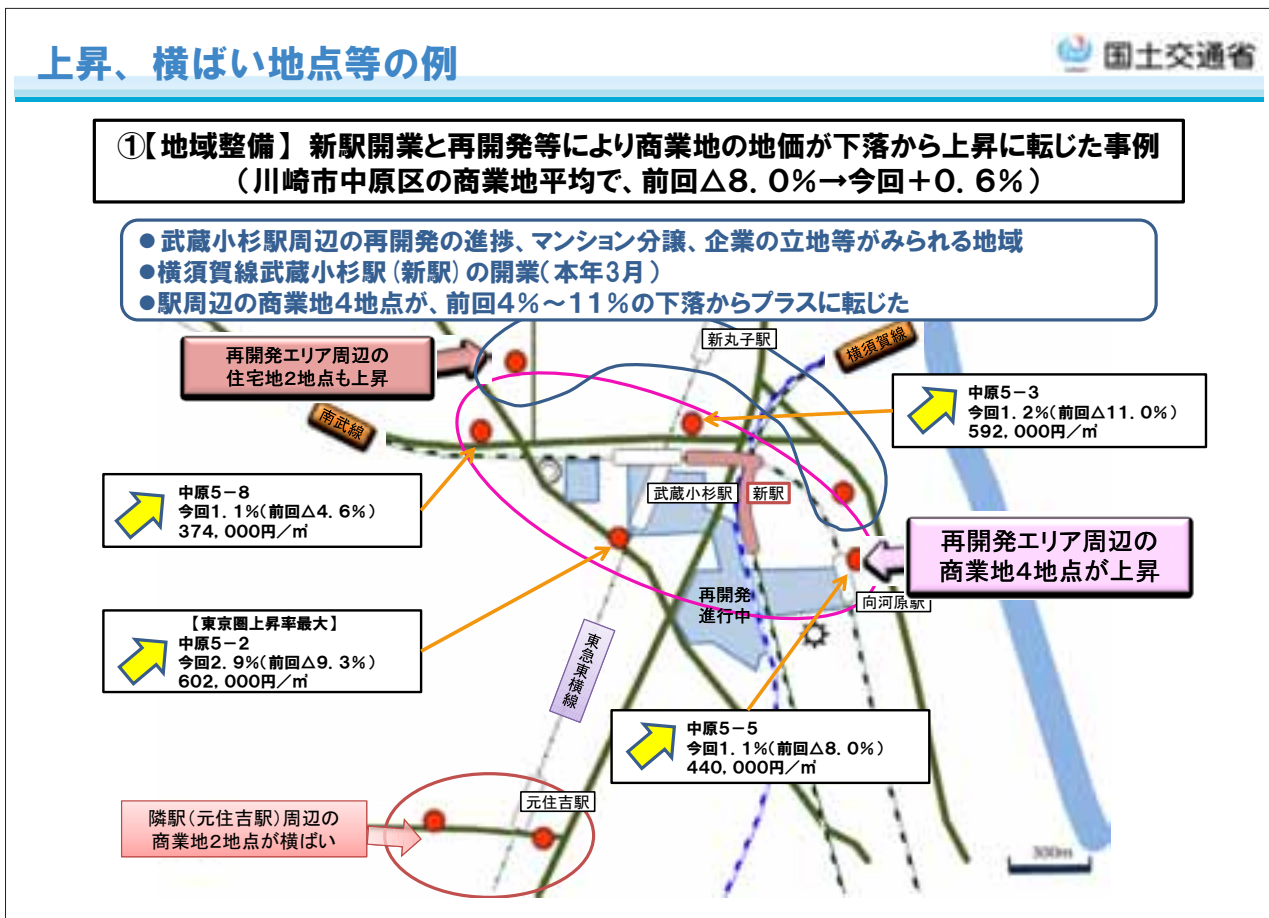 上昇、横ばい地点等の例
国土交通省
①【地域整備】 新駅開業と再開発等により商業地の地価が下落から上昇に転じた事例
(川崎市中原区の商業地平均で、前回△8.0%→今回+0.6%)
●武蔵小杉駅周辺の再開発の進捗、マンション分譲、企業の立地等がみられる地域
●横須賀線武蔵小杉駅(新駅)の開業(本年3月)
●駅周辺の商業地4地点が、前回4%~11%の下落からプラスに転じた
再開発エリア周辺の
住宅地2地点も上昇
新丸子駅
横須賀線
南武線
中原5-3
今回1.2%(前回△11.0%)
592,000円/㎡
武蔵小杉駅
新駅
中原5-8
今回1.1%(前回△4.6%)
374,000円/㎡
再開発エリア周辺の
商業地4地点が上昇
再開発
進行中
向河原駅
【東京圏上昇率最大】
中原5-2
今回2.9%(前回△9.3%)
602,000円/㎡
東急東横線
中原5-5
今回1.1%(前回△8.0%)
440,000円/㎡
元住吉駅
隣駅(元住吉駅)周辺の
商業地2地点が横ばい
300m